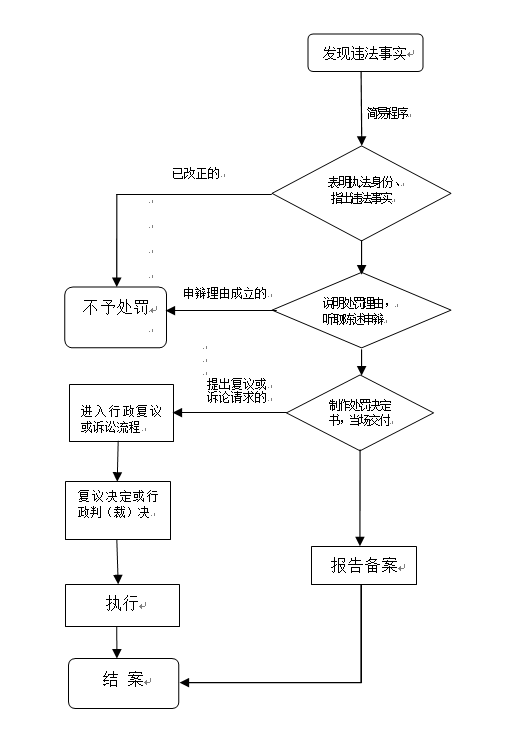 发现违法事实
简易程序
表明执法身份、
指出违法事实
已改正的
说明处罚理由，
听取陈述申辩
申辩理由成立的
不予处罚
提出复议或
诉论请求的
制作处罚决定
书，当场交付
进入行政复议
或诉讼流程
复议决定或行
政判（裁）决
报告备案
执行
结 案